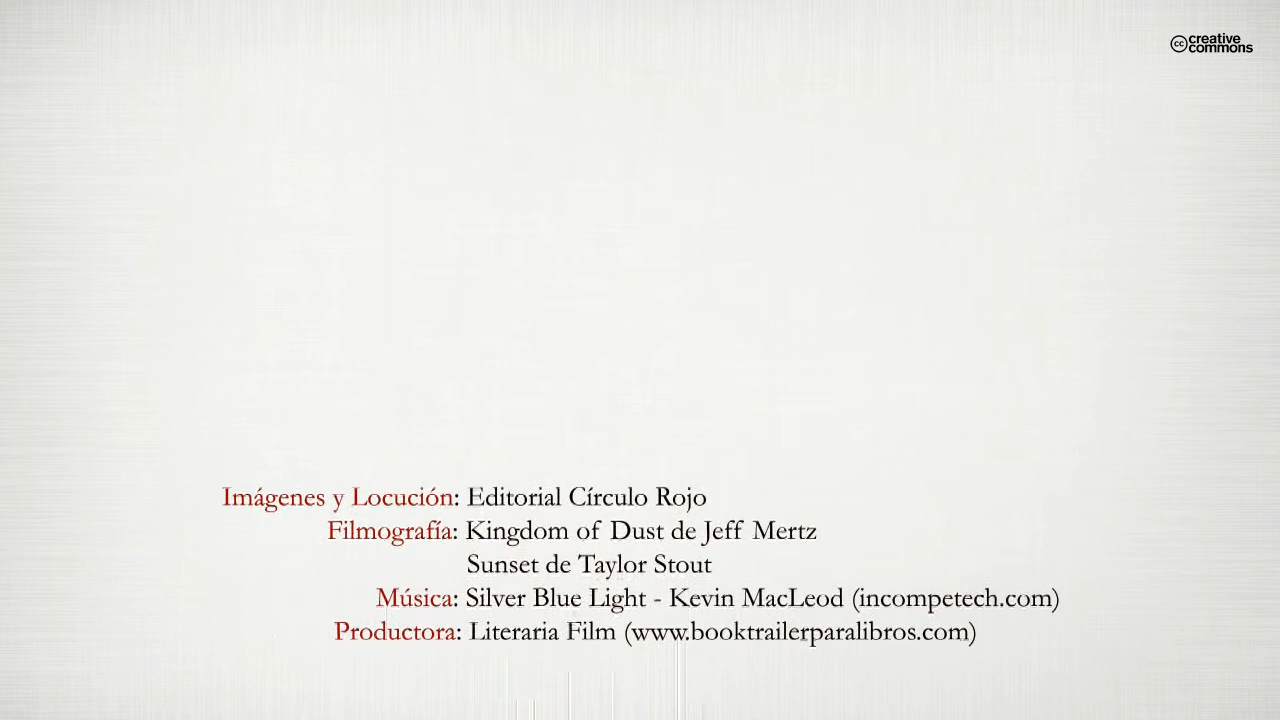 creative
commons
Imágenes y Locución: Editorial Círculo Rojo
Filmografía: Kingdom of Dust de Jeff Mertz
Sunset de Taylor Stout
Música: Silver Blue Light - Kevin MacLeod (incompetech.com)
Productora: Literaria Film (www.booktrailerparalibros.com)